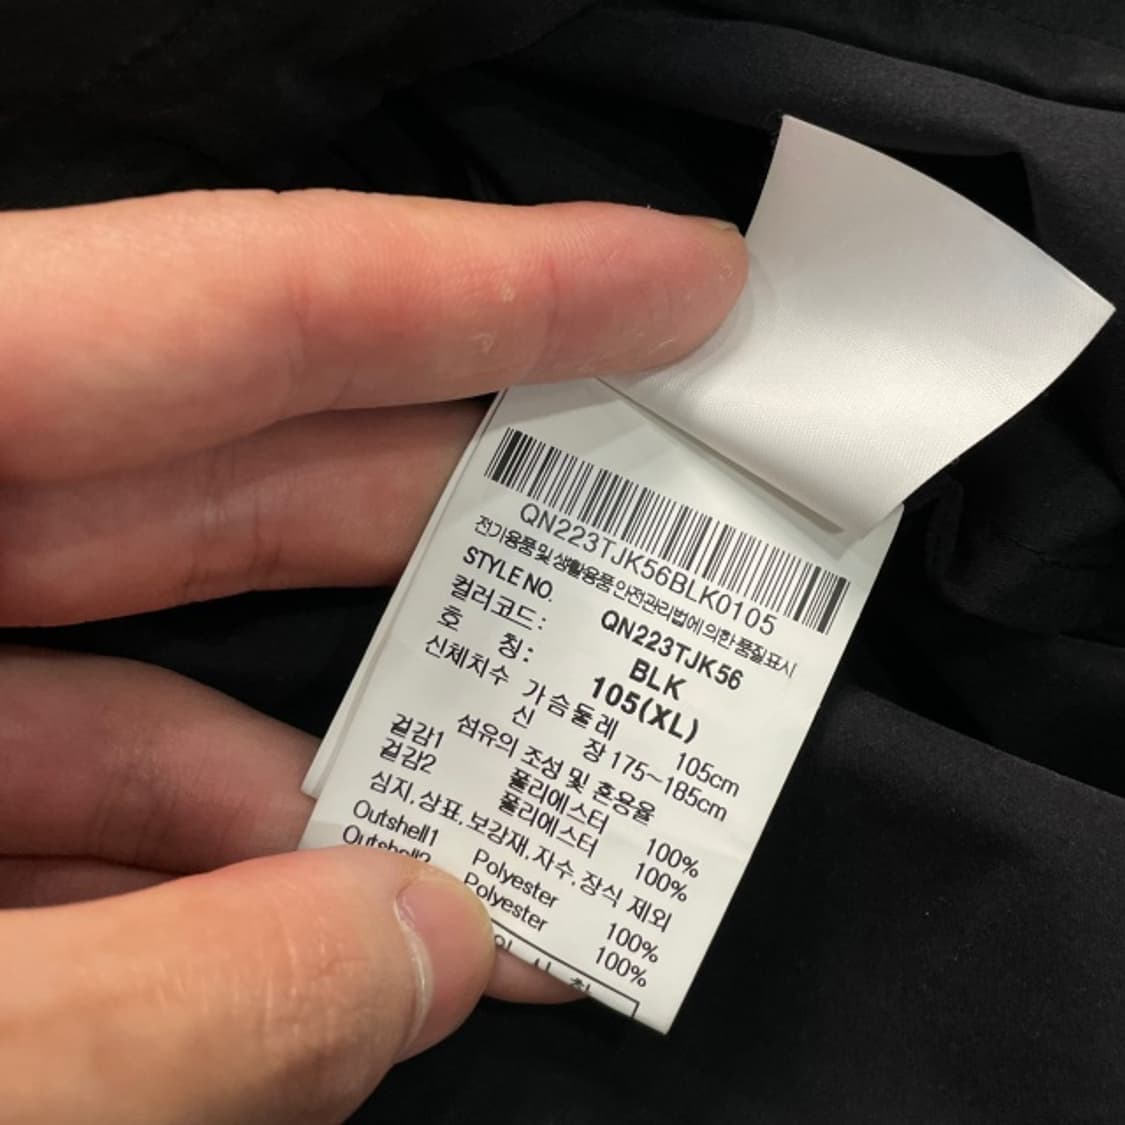 QN223TJK56BLK0105
전기용품 및 생활용품 안전관리법에 의한 품질표시
STYLE NO. QN223TJK56
컬러코드: BLK
호 칭: 105(XL)
신체치수 가슴둘레 105cm
신 장 175~185cm
섬유의 조성 및 혼용율
겉감1 폴리에스터 100%
겉감2 폴리에스터 100%
심지,상표,보강재,자수,장식 제외
Outshell1 Polyester 100%
Outshell2 Polyester 100%